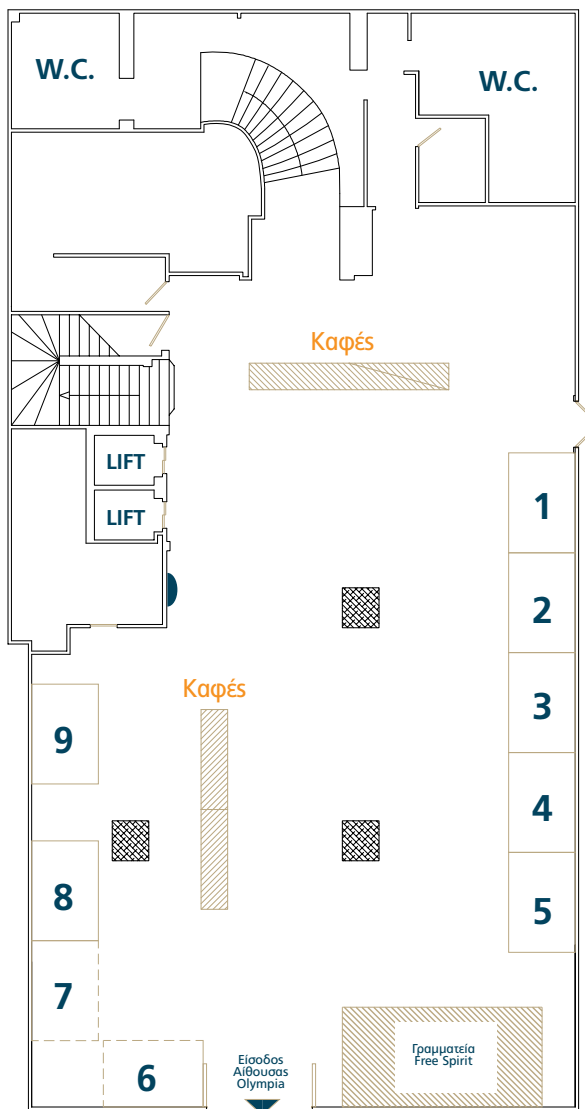 W.C.
W.C.
Καφές
LIFT
LIFT
1
2
3
4
5
Καφές
9
8
7
6
Είσοδος
Αίθουσας
Olympia
Γραμματεία
Free Spirit